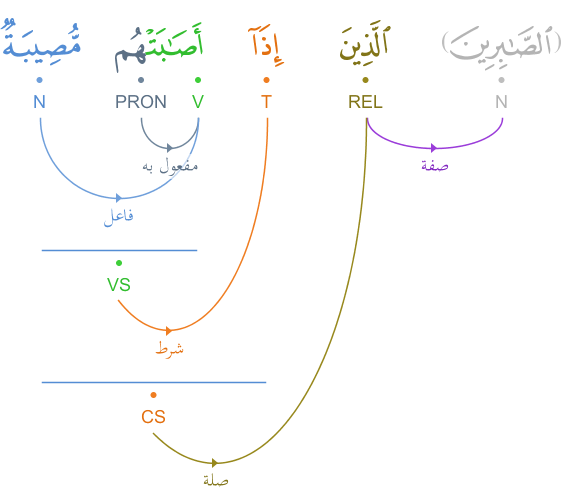 (ٱلصَّـٰبِرِينَ) ٱلَّذِينَ إِذَآ أَصَـٰبَتْهُم مُّصِيبَةٌ
N REL T V PRON N
مفعول به صفة
فاعل
VS
شرط
CS
صلة